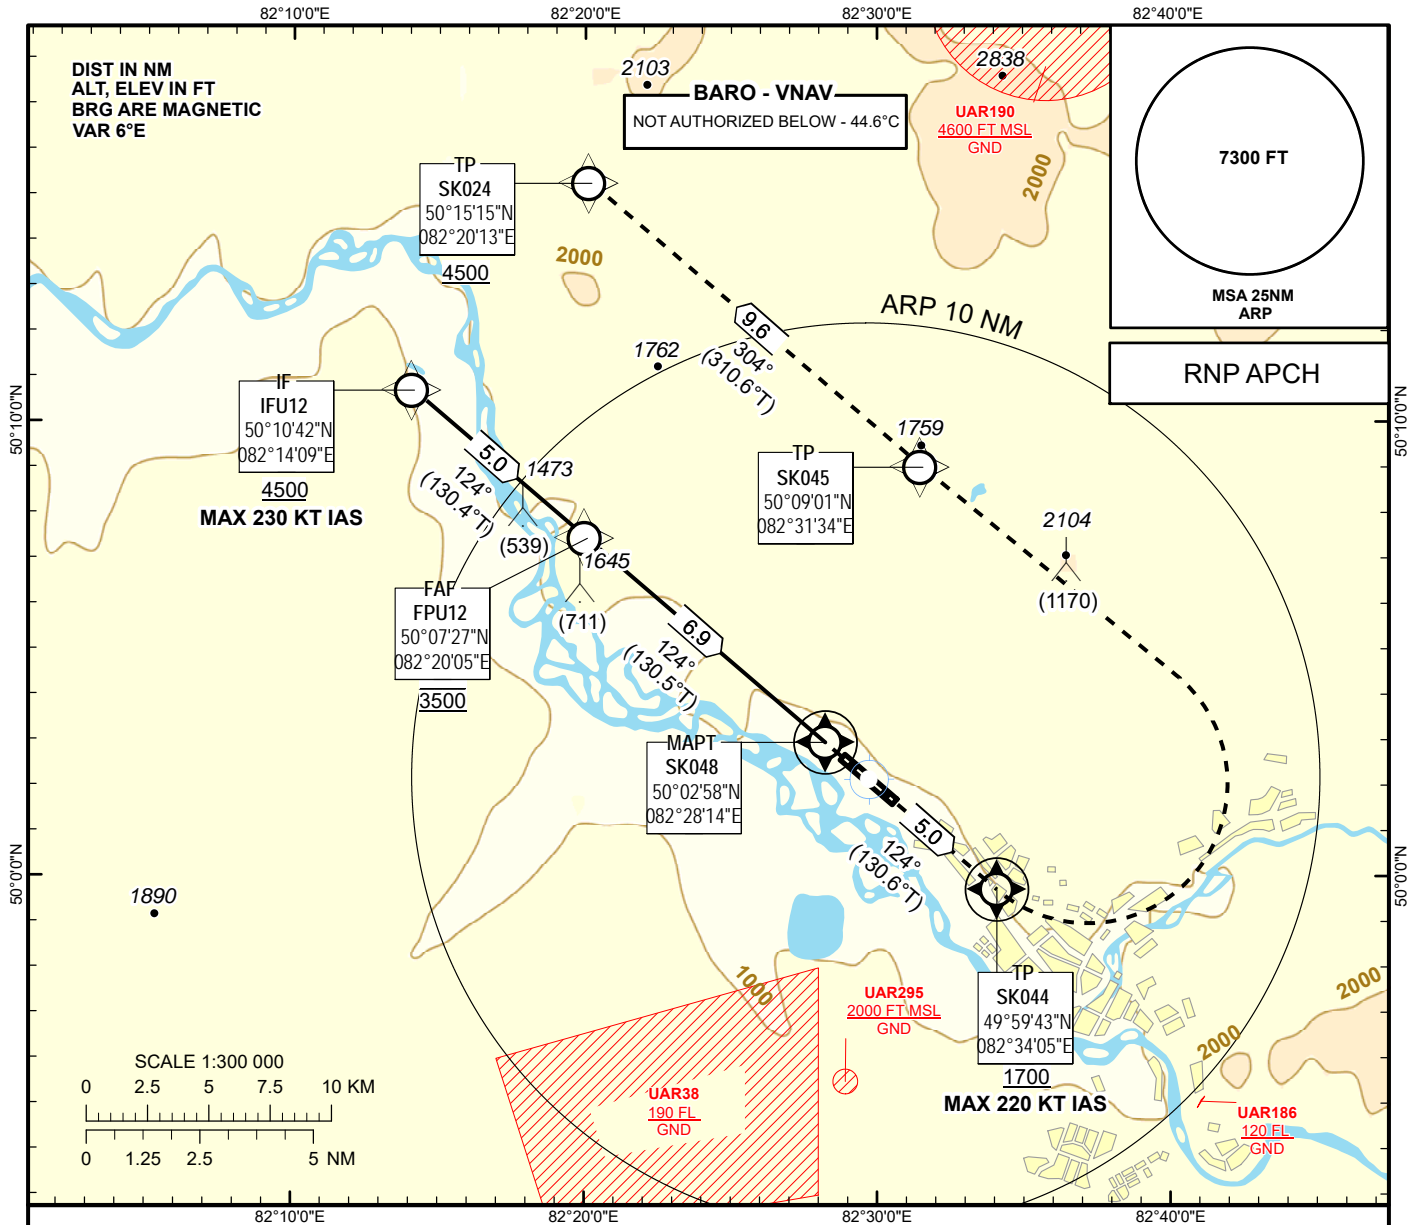 82°10'0"E
82°20'0"E
82°30'0"E
82°40'0"E
DIST IN NM
ALT, ELEV IN FT
BRG ARE MAGNETIC
VAR 6°E
2103
BARO - VNAV
NOT AUTHORIZED BELOW - 44.6°C
2838
UAR190
4600 FT MSL
GND
2000
7300 FT
MSA 25NM
ARP
RNP APCH
TP
SK024
50°15'15"N
082°20'13"E
4500
2000
ARP 10 NM
9.6
304°
(310.6°T)
1762
IF
IFU12
50°10'42"N
082°14'09"E
4500
MAX 230 KT IAS
50°10'0"N
50°10'0"N
5.0
124°
(130.4°T)
1473
(539)
1759
TP
SK045
50°09'01"N
082°31'34"E
2104
(1170)
1645
(711)
FAF
FPU12
50°07'27"N
082°20'05"E
3500
6.9
124°
(130.5°T)
MAPT
SK048
50°02'58"N
082°28'14"E
5.0
124°
(130.6°T)
50°0'0"N
50°0'0"N
1890
1000
UAR295
2000 FT MSL
GND
TP
SK044
49°59'43"N
082°34'05"E
1700
MAX 220 KT IAS
2000
2000
UAR38
190 FL
GND
UAR186
120 FL
GND
SCALE 1:300 000
0 2.5 5 7.5 10 KM
0 1.25 2.5 5 NM
82°10'0"E
82°20'0"E
82°30'0"E
82°40'0"E